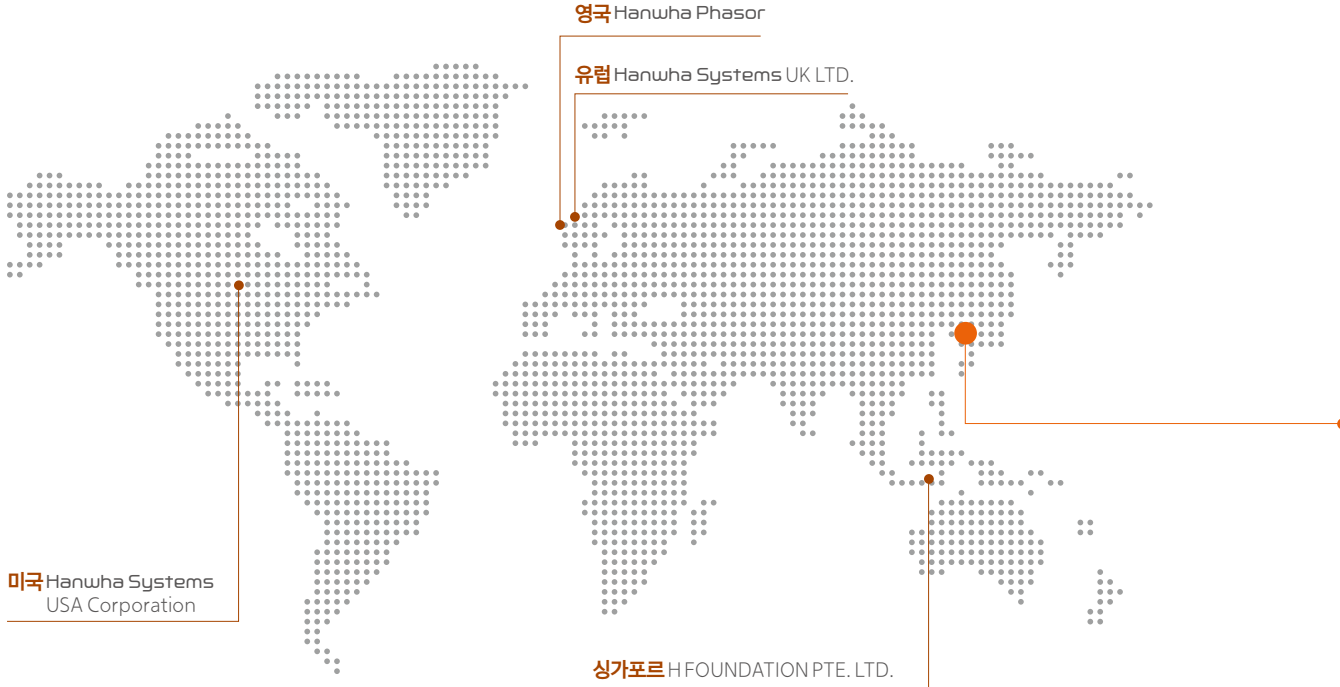 영국 Hanwha Phasor
유럽 Hanwha Systems UK LTD.
미국 Hanwha Systems
USA Corporation
싱가포르 H FOUNDATION PTE. LTD.